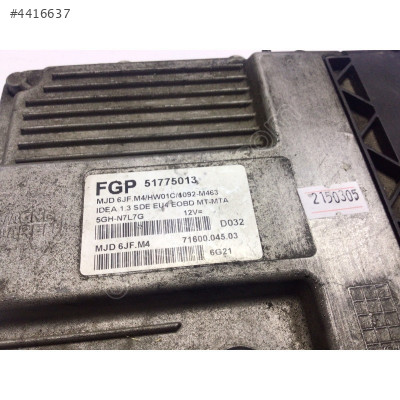 #4416637
FGP 51775013
MJD 6JF.M4/HW01C/4092-M463
IDEA 1.3 SDE EU4 EOBD MT-MTA
5GH-N7L7G 12V=
D032
MJD 6JF.M4 71600.045.03
6G21
2150305